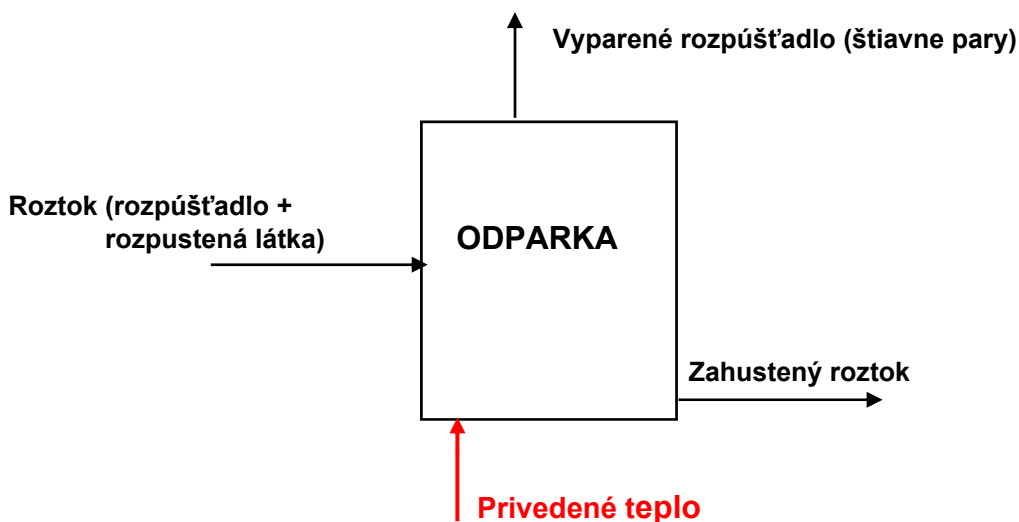 Vyparené rozpúšťadlo (štiavne pary)
Roztok (rozpúšťadlo +
rozpustená látka)
ODPARKA
Zahustený roztok
Privedené teplo